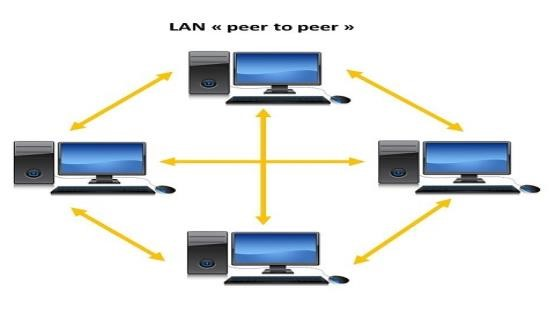 LAN « peer to peer »